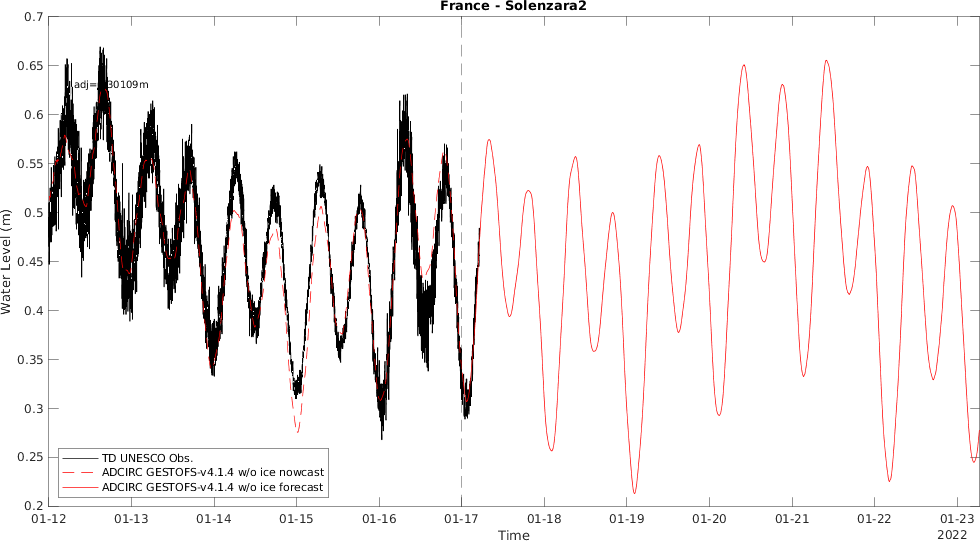 France - Solenzara2
0.7
0.65
0.6
0.55
0.5
0.45
0.4
0.35
0.3
0.25
0.2
Water Level (m)
TD UNESCO Obs.
ADCIRC GESTOFS-v4.1.4 w/o ice nowcast
ADCIRC GESTOFS-v4.1.4 w/o ice forecast
01-12 01-13 01-14 01-15 01-16 01-17 01-18 01-19 01-20 01-21 01-22 01-23
Time
2022